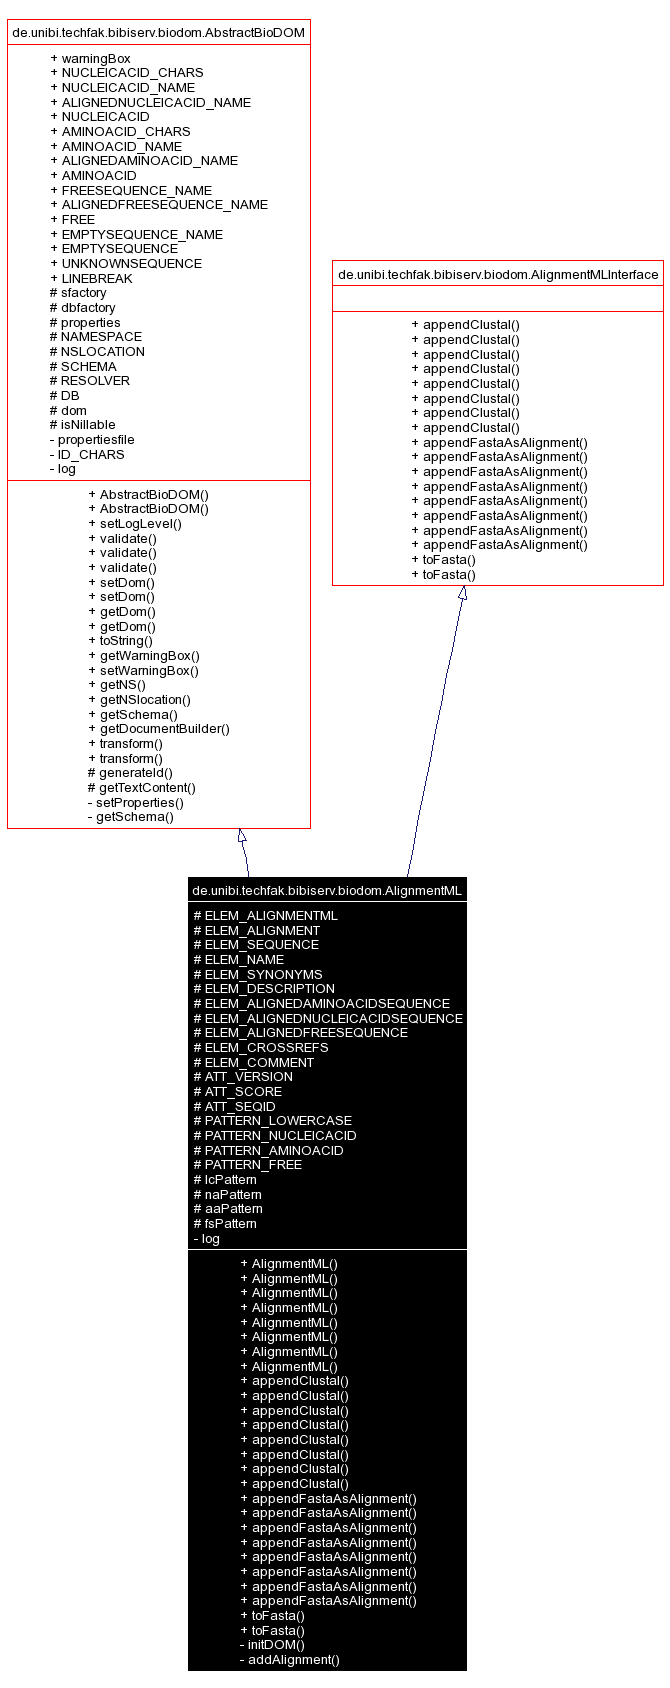 de.unibi.techfak.bibiserv.biodom.AbstractBioDOM
+ warningBox
+ NUCLEICACID_CHARS
+ NUCLEICACID_NAME
+ ALIGNEDNUCLEICACID_NAME
+ NUCLEICACID
+ AMINOACID_CHARS
+ AMINOACID_NAME
+ ALIGNEDAMINOACID_NAME
+ AMINOACID
+ FREESEQUENCE_NAME
+ ALIGNEDFREESEQUENCE_NAME
+ FREE
+ EMPTYSEQUENCE_NAME
+ EMPTYSEQUENCE
+ UNKNOWNSEQUENCE
+ LINEBREAK
# sfactory
# dbfactory
# properties
# NAMESPACE
# NSLOCATION
# SCHEMA
# RESOLVER
# DB
# dom
# isNillable
- propertiesfile
- ID_CHARS
- log
+ AbstractBioDOM()
+ AbstractBioDOM()
+ setLogLevel()
+ validate()
+ validate()
+ validate()
+ setDom()
+ setDom()
+ getDom()
+ getDom()
+ toString()
+ getWarningBox()
+ setWarningBox()
+ getNS()
+ getNSlocation()
+ getSchema()
+ getDocumentBuilder()
+ transform()
+ transform()
# generateId()
# getTextContent()
- setProperties()
- getSchema()
de.unibi.techfak.bibiserv.biodom.AlignmentMLInterface
+ appendClustal()
+ appendClustal()
+ appendClustal()
+ appendClustal()
+ appendClustal()
+ appendClustal()
+ appendClustal()
+ appendClustal()
+ appendFastaAsAlignment()
+ appendFastaAsAlignment()
+ appendFastaAsAlignment()
+ appendFastaAsAlignment()
+ appendFastaAsAlignment()
+ appendFastaAsAlignment()
+ appendFastaAsAlignment()
+ appendFastaAsAlignment()
+ toFasta()
+ toFasta()
de.unibi.techfak.bibiserv.biodom.AlignmentML
# ELEM_ALIGNMENTML
# ELEM_ALIGNMENT
# ELEM_SEQUENCE
# ELEM_NAME
# ELEM_SYNONYMS
# ELEM_DESCRIPTION
# ELEM_ALIGNEDAMINOACIDSEQUENCE
# ELEM_ALIGNEDNUCLEICACIDSEQUENCE
# ELEM_ALIGNEDFREESEQUENCE
# ELEM_CROSSREFS
# ELEM_COMMENT
# ATT_VERSION
# ATT_SCORE
# ATT_SEQID
# PATTERN_LOWERCASE
# PATTERN_NUCLEICACID
# PATTERN_AMINOACID
# PATTERN_FREE
# lcPattern
# naPattern
# aaPattern
# fsPattern
- log
+ AlignmentML()
+ AlignmentML()
+ AlignmentML()
+ AlignmentML()
+ AlignmentML()
+ AlignmentML()
+ AlignmentML()
+ AlignmentML()
+ appendClustal()
+ appendClustal()
+ appendClustal()
+ appendClustal()
+ appendClustal()
+ appendClustal()
+ appendClustal()
+ appendClustal()
+ appendFastaAsAlignment()
+ appendFastaAsAlignment()
+ appendFastaAsAlignment()
+ appendFastaAsAlignment()
+ appendFastaAsAlignment()
+ appendFastaAsAlignment()
+ appendFastaAsAlignment()
+ appendFastaAsAlignment()
+ toFasta()
+ toFasta()
- initDOM()
- addAlignment()